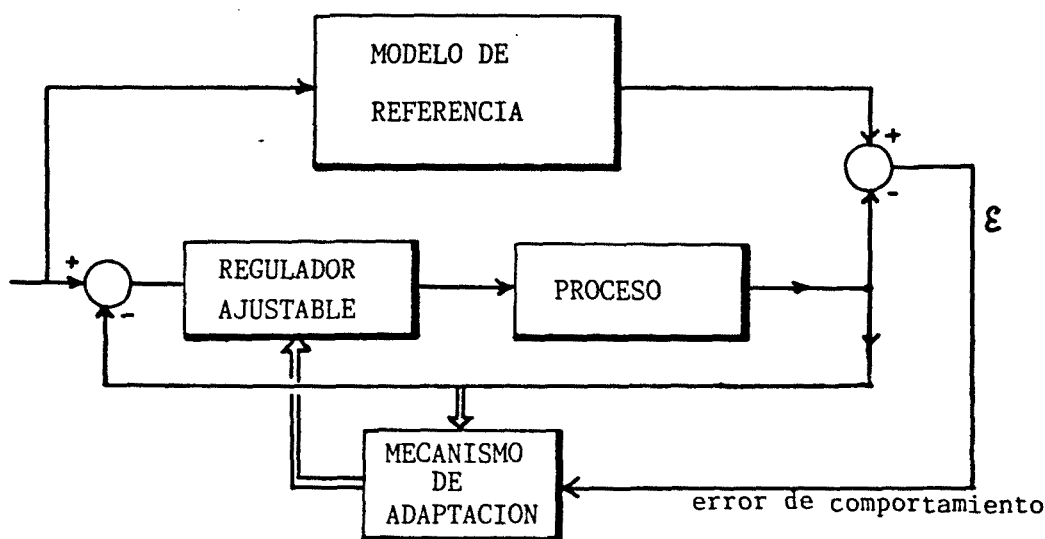 MODELO DE
REFERENCIA
+
-
ε
+
-
REGULADOR
AJUSTABLE
PROCESO
MECANISMO
DE
ADAPTACION
error de comportamiento